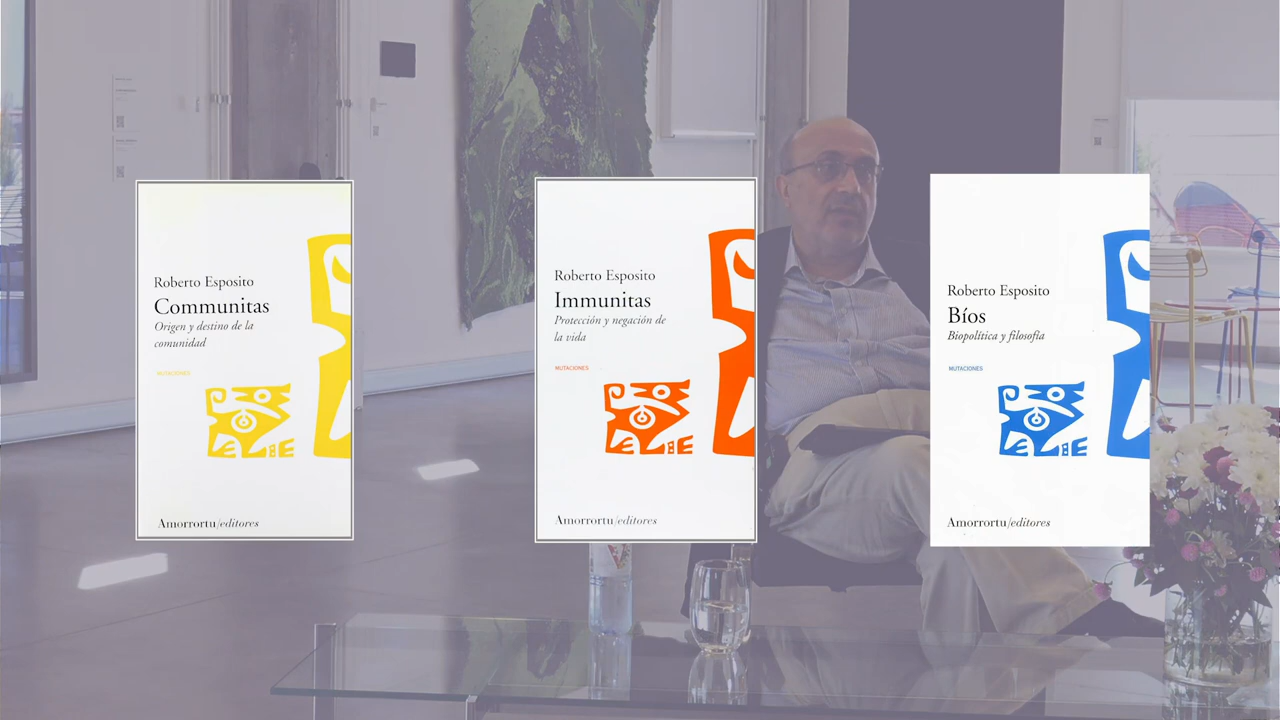 Roberto Esposito
Communitas
Origen y destino de la
comunidad
MUTACIONES
Amorrortu/editores
Roberto Esposito
Immunitas
Protección y negación de
la vida
MUTACIONES
Amorrortu/editores
Roberto Esposito
Bíos
Biopolítica y filosofía
MUTACIONES
Amorrortu/editores